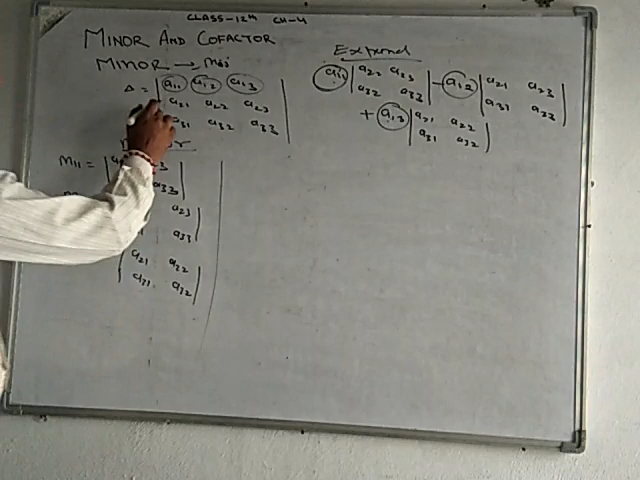 CLASS-12th CH-4
MINOR AND COFACTOR
MINOR → Mij
Δ = | a11 a12 a13 |
a21 a22 a23
a31 a32 a33
M11 =
a33
a23
a33
a21 a22
a31 a32
External
a11 | a22 a23 | - a12 | a21 a23 |
a32 a33 a31 a33
+ a13 | a21 a22 |
a31 a32